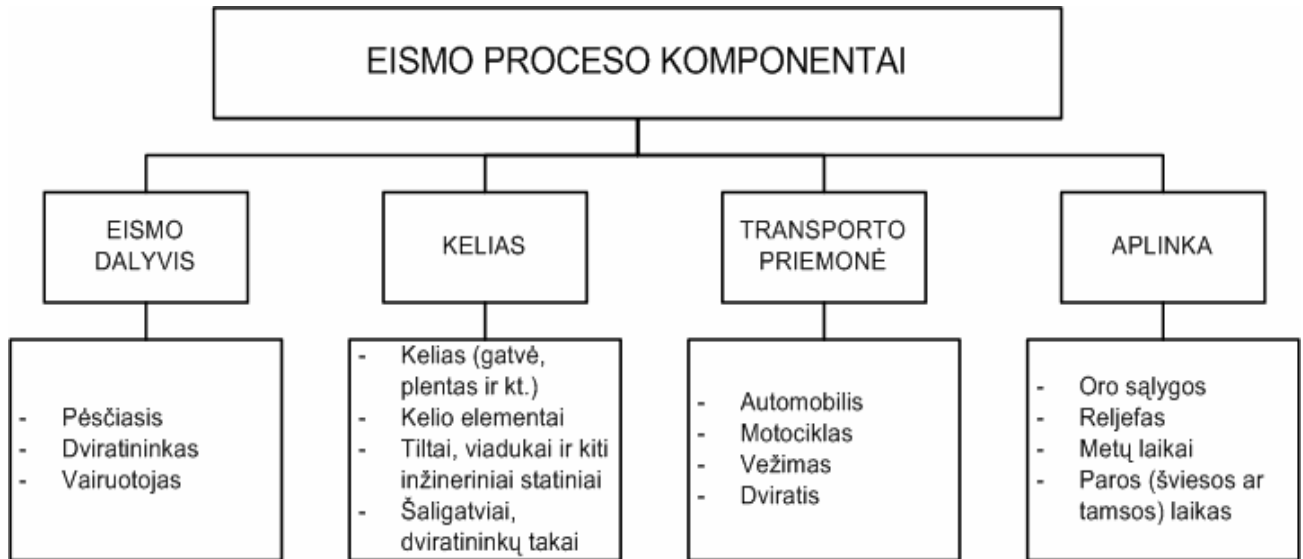 EISMO PROCESO KOMPONENTAI
EISMO
DALYVIS
KELIAS
TRANSPORTO
PRIEMONĖ
APLINKA
- Pėsčiasis
- Dviratininkas
- Vairuotojas
- Kelias (gatvė,
plentas ir kt.)
- Kelio elementai
- Tiltai, viadukai ir kiti
inžineriniai statiniai
- Šaligatviai,
dviratininkų takai
- Automobilis
- Motociklas
- Vežimas
- Dviratis
- Oro sąlygos
- Reljefas
- Metų laikai
- Paros (šviesos ar
tamsos) laikas